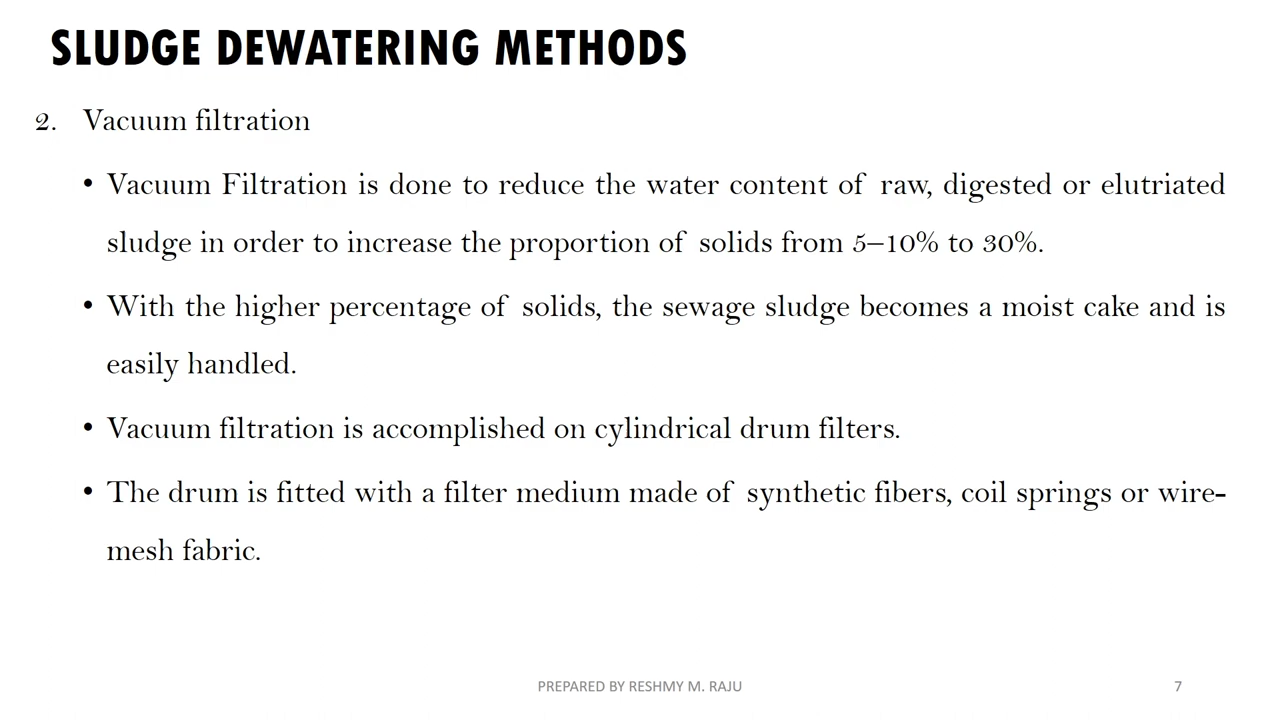 SLUDGE DEWATERING METHODS
2. Vacuum filtration
• Vacuum Filtration is done to reduce the water content of raw, digested or elutriated
sludge in order to increase the proportion of solids from 5–10% to 30%.
• With the higher percentage of solids, the sewage sludge becomes a moist cake and is
easily handled.
• Vacuum filtration is accomplished on cylindrical drum filters.
• The drum is fitted with a filter medium made of synthetic fibers, coil springs or wire-
mesh fabric.
PREPARED BY RESHMY M. RAJU
7